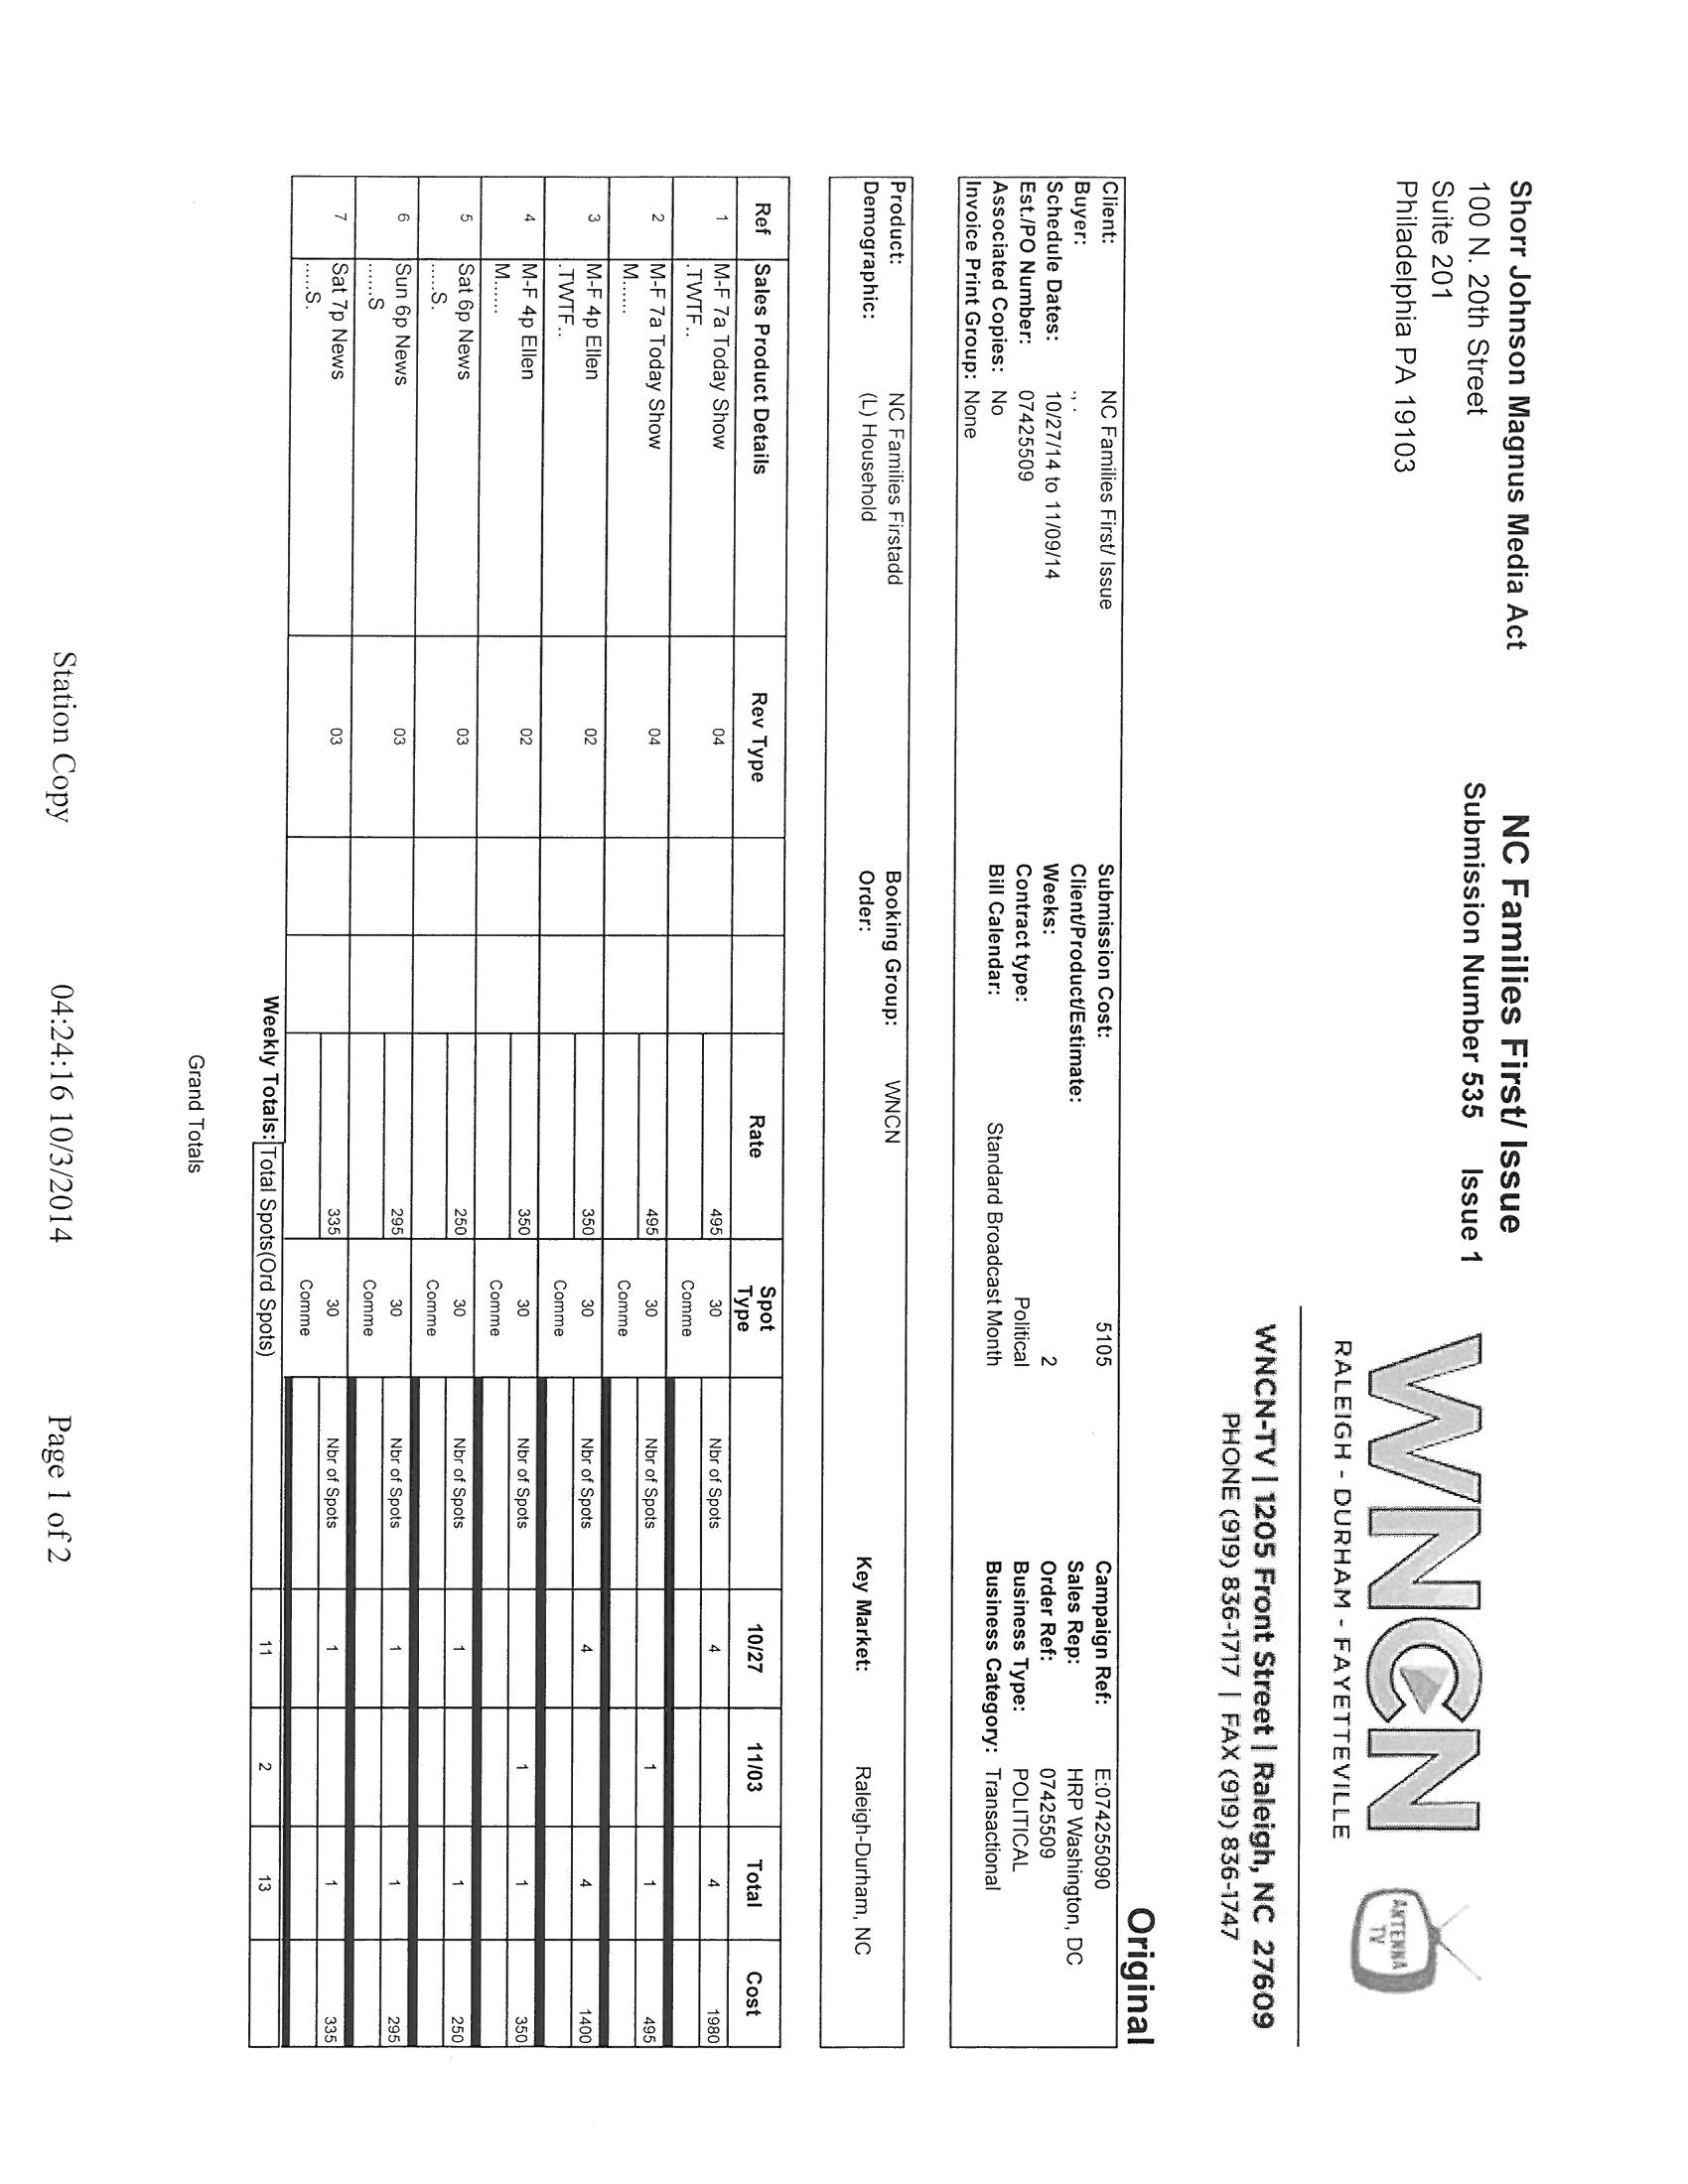 Shorr Johnson Magnus Media Act
100 N. 20th Street
Suite 201
Philadelphia PA 19103
NC Families First/ Issue
Submission Number 535 Issue 1
WNCN
RALEIGH - DURHAM - FAYETTEVILLE
ANTENNA
TV
WNCN-TV | 1205 Front Street | Raleigh, NC 27609
PHONE (919) 836-1717 | FAX (919) 836-1747
Original
Client: NC Families First/ Issue Submission Cost: 5105 Campaign Ref: E:074255090
Buyer: ., . Client/Product/Estimate: Sales Rep: HRP Washington, DC
Schedule Dates: 10/27/14 to 11/09/14 Weeks: 2 Order Ref: 07425509
Est./PO Number: 07425509 Contract type: Political Business Type: POLITICAL
Associated Copies: No Bill Calendar: Standard Broadcast Month Business Category: Transactional
Invoice Print Group: None
Product: NC Families Firstadd Booking Group: WNCN
Demographic: (L) Household Order: Key Market: Raleigh-Durham, NC
Ref Sales Product Details Rev Type Rate Spot Type 10/27 11/03 Total Cost
1 M-F 7a Today Show 04 495 30 Nbr of Spots 4 4 1980
.TWTF.. Comme
2 M-F 7a Today Show 04 495 30 Nbr of Spots 1 1 495
M...... Comme
3 M-F 4p Ellen 02 350 30 Nbr of Spots 4 4 1400
.TWTF.. Comme
4 M-F 4p Ellen 02 350 30 Nbr of Spots 1 1 350
M...... Comme
5 Sat 6p News 03 250 30 Nbr of Spots 1 1 250
.....S. Comme
6 Sun 6p News 03 295 30 Nbr of Spots 1 1 295
......S Comme
7 Sat 7p News 03 335 30 Nbr of Spots 1 1 335
.....S. Comme
Weekly Totals: Total Spots(Ord Spots) 11 2 13
Grand Totals
Station Copy 04:24:16 10/3/2014 Page 1 of 2